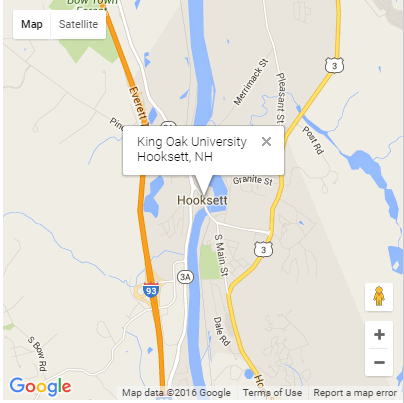 Bow Town
Forest
Map
Satellite
3
Merrimack St
Pleasant St
Everett
Post Rd
King Oak University
Hooksett, NH
Granite St
Hooksett
S Main St
3
3A
93
Dale Rd
S Bow Rd
Google
Map data ©2016 Google
Terms of Use
Report a map error